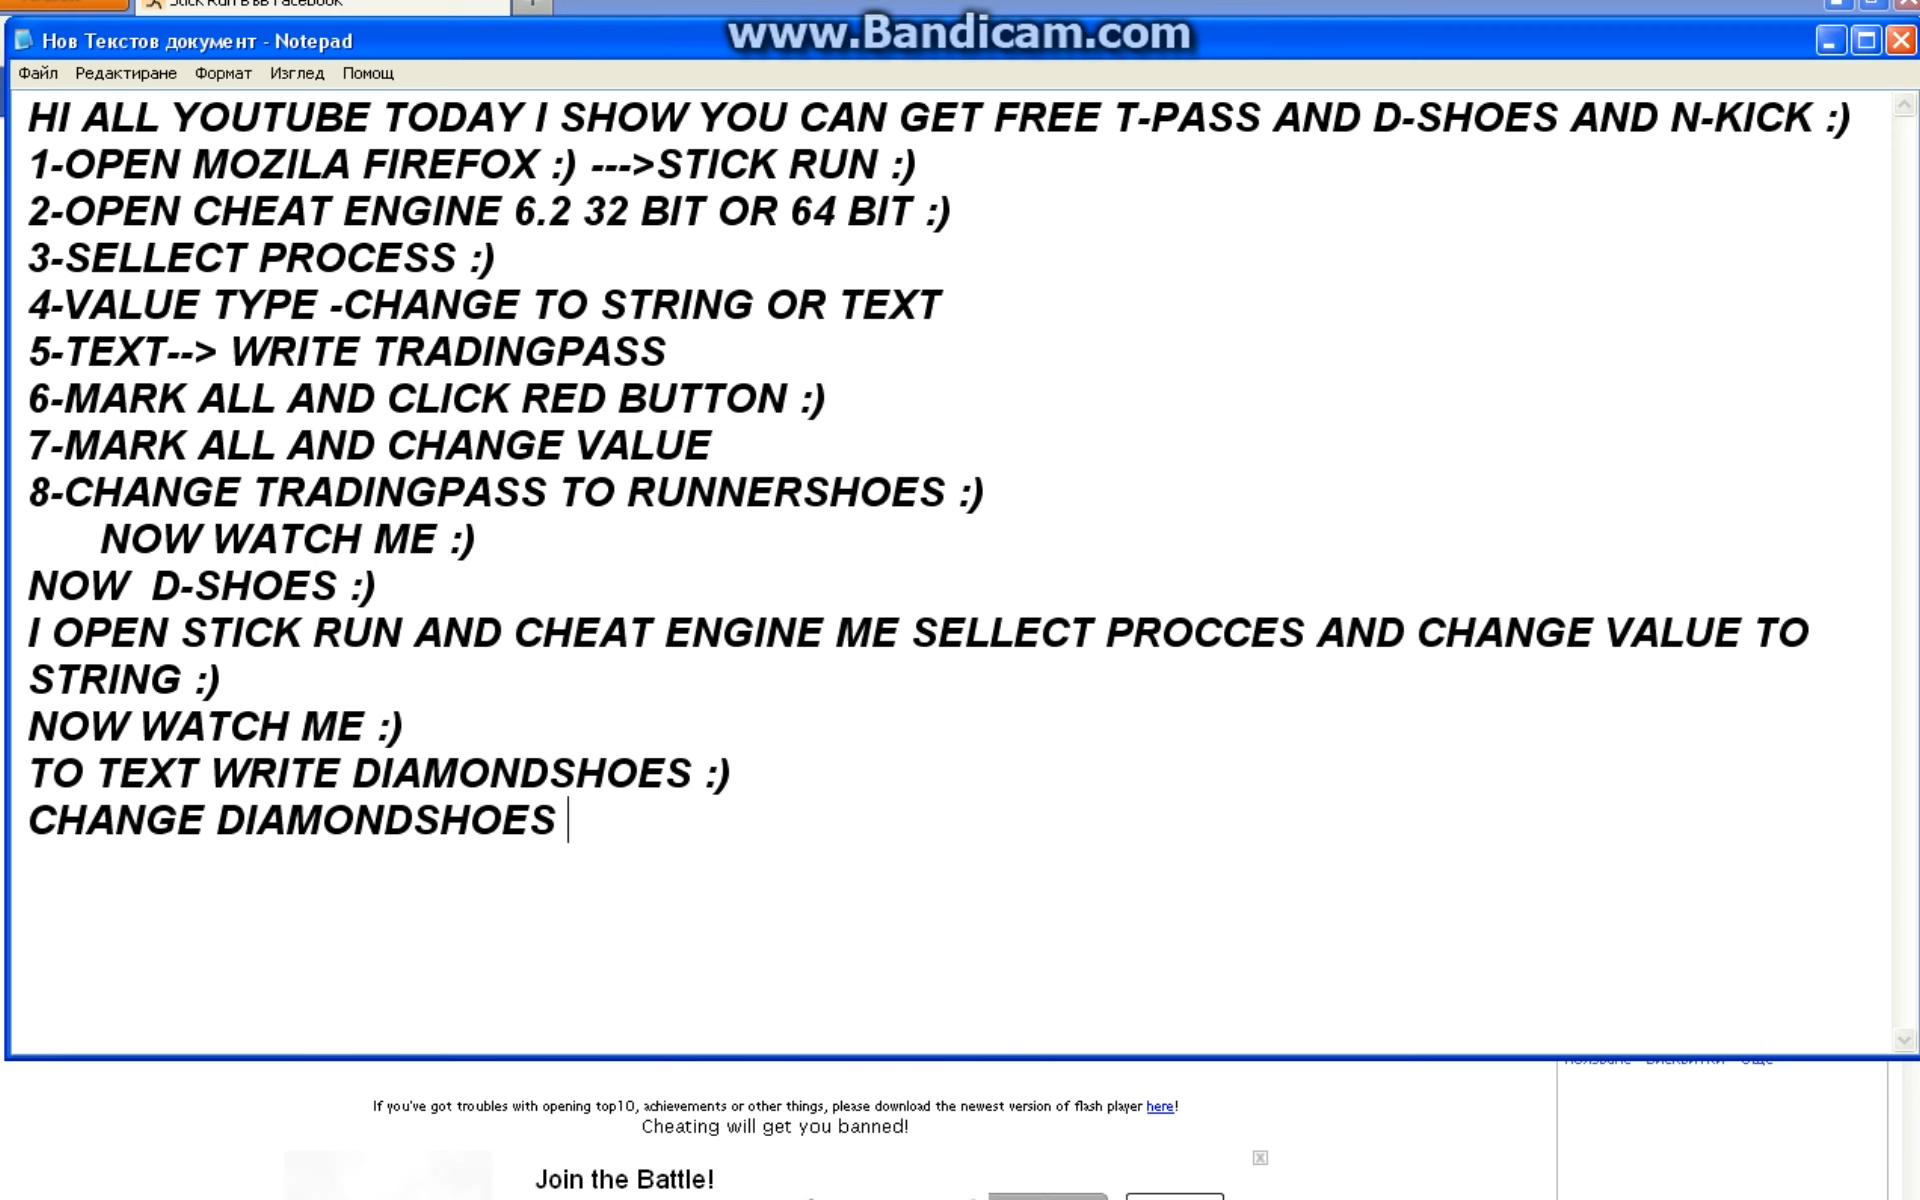 Stick Run във Facebook
www.Bandicam.com
Нов Текстов документ - Notepad
Файл Редактиране Формат Изглед Помощ
HI ALL YOUTUBE TODAY I SHOW YOU CAN GET FREE T-PASS AND D-SHOES AND N-KICK :)
1-OPEN MOZILA FIREFOX :) --->STICK RUN :)
2-OPEN CHEAT ENGINE 6.2 32 BIT OR 64 BIT :)
3-SELLECT PROCESS :)
4-VALUE TYPE -CHANGE TO STRING OR TEXT
5-TEXT--> WRITE TRADINGPASS
6-MARK ALL AND CLICK RED BUTTON :)
7-MARK ALL AND CHANGE VALUE
8-CHANGE TRADINGPASS TO RUNNERSHOES :)
NOW WATCH ME :)
NOW  D-SHOES :)
I OPEN STICK RUN AND CHEAT ENGINE ME SELLECT PROCCES AND CHANGE VALUE TO
STRING :)
NOW WATCH ME :)
TO TEXT WRITE DIAMONDSHOES :)
CHANGE DIAMONDSHOES
If you've got troubles with opening top10, achievements or other things, please download the newest version of flash player here!
Cheating will get you banned!
Join the Battle!